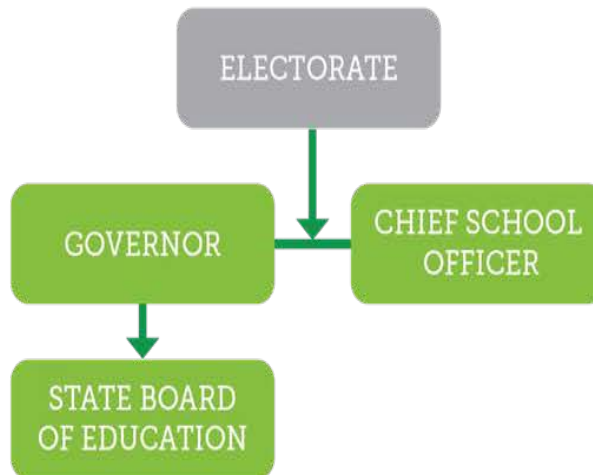 ELECTORATE
GOVERNOR
CHIEF SCHOOL
OFFICER
STATE BOARD
OF EDUCATION